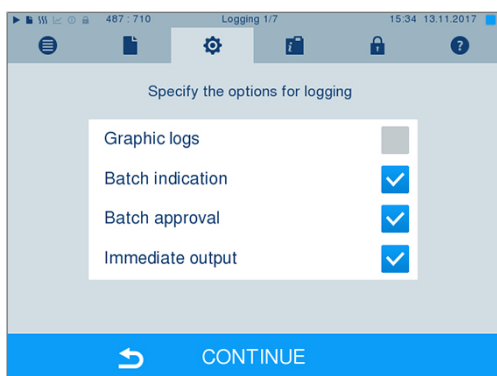 487 : 710 Logging 1/7 15:34 13.11.2017
Specify the options for logging
Graphic logs
Batch indication
Batch approval
Immediate output
CONTINUE